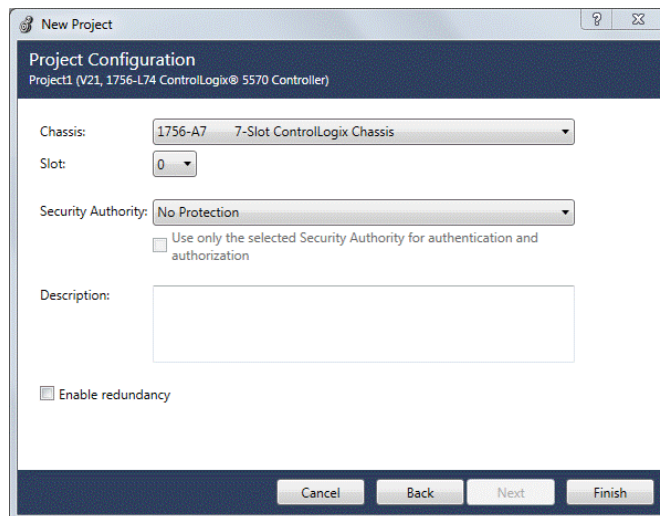 New Project
Project Configuration
Project1 (V21, 1756-L74 ControlLogix® 5570 Controller)
Chassis: 1756-A7 7-Slot ControlLogix Chassis
Slot: 0
Security Authority: No Protection
Use only the selected Security Authority for authentication and
authorization
Description:
Enable redundancy
Cancel Back Next Finish